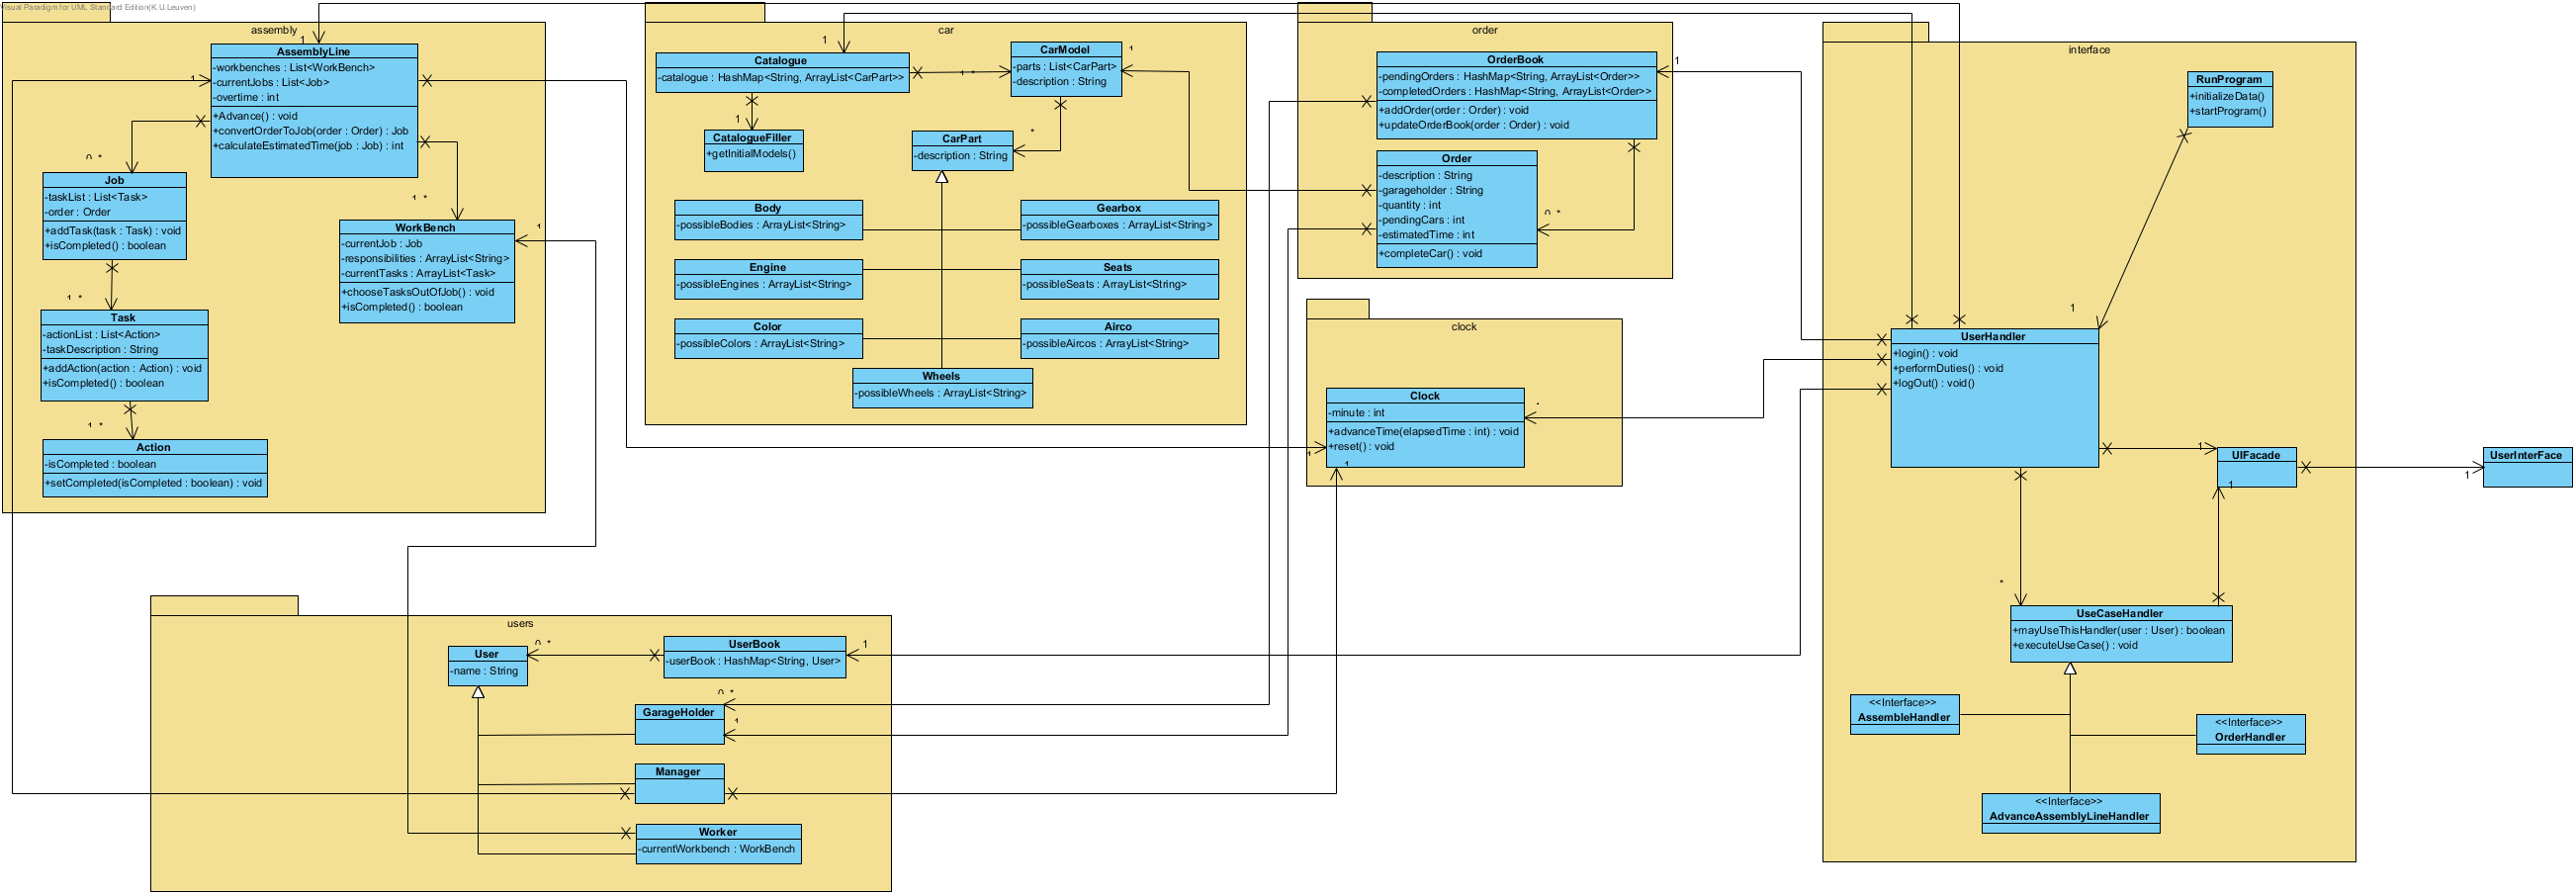 Visual Paradigm for UML Standard Edition(K.U.Leuven)
assembly
1
AssemblyLine
-workbenches : List<WorkBench>
-currentJobs : List<Job>
-overtime : int
+Advance() : void
+convertOrderToJob(order : Order) : Job
+calculateEstimatedTime(job : Job) : int
1
0..*
Job
-taskList : List<Task>
-order : Order
+addTask(task : Task) : void
+isCompleted() : boolean
1..*
WorkBench
-currentJob : Job
-responsibilities : ArrayList<String>
-currentTasks : ArrayList<Task>
+chooseTasksOutOfJob() : void
+isCompleted() : boolean
1
1..*
Task
-actionList : List<Action>
-taskDescription : String
+addAction(action : Action) : void
+isCompleted() : boolean
1..*
Action
-isCompleted : boolean
+setCompleted(isCompleted : boolean) : void
car
1
Catalogue
-catalogue : HashMap<String, ArrayList<CarPart>>
1..*
CarModel
-parts : List<CarPart>
-description : String
1
1
CatalogueFiller
+getInitialModels()
*
CarPart
-description : String
Body
-possibleBodies : ArrayList<String>
Gearbox
-possibleGearboxes : ArrayList<String>
Engine
-possibleEngines : ArrayList<String>
Seats
-possibleSeats : ArrayList<String>
Color
-possibleColors : ArrayList<String>
Airco
-possibleAircos : ArrayList<String>
Wheels
-possibleWheels : ArrayList<String>
order
OrderBook
-pendingOrders : HashMap<String, ArrayList<Order>>
-completedOrders : HashMap<String, ArrayList<Order>>
+addOrder(order : Order) : void
+updateOrderBook(order : Order) : void
1
Order
-description : String
-garageholder : String
-quantity : int
-pendingCars : int
-estimatedTime : int
+completeCar() : void
0..*
clock
Clock
-minute : int
+advanceTime(elapsedTime : int) : void
+reset() : void
1
1
1
interface
RunProgram
+initializeData()
+startProgram()
1
UserHandler
+login() : void
+performDuties() : void
+logOut() : void()
1
UIFacade
1
1
UserInterFace
*
UseCaseHandler
+mayUseThisHandler(user : User) : boolean
+executeUseCase() : void
<<Interface>>
AssembleHandler
<<Interface>>
OrderHandler
<<Interface>>
AdvanceAssemblyLineHandler
users
User
-name : String
0..*
UserBook
-userBook : HashMap<String, User>
1
0..*
GarageHolder
1
Manager
Worker
-currentWorkbench : WorkBench